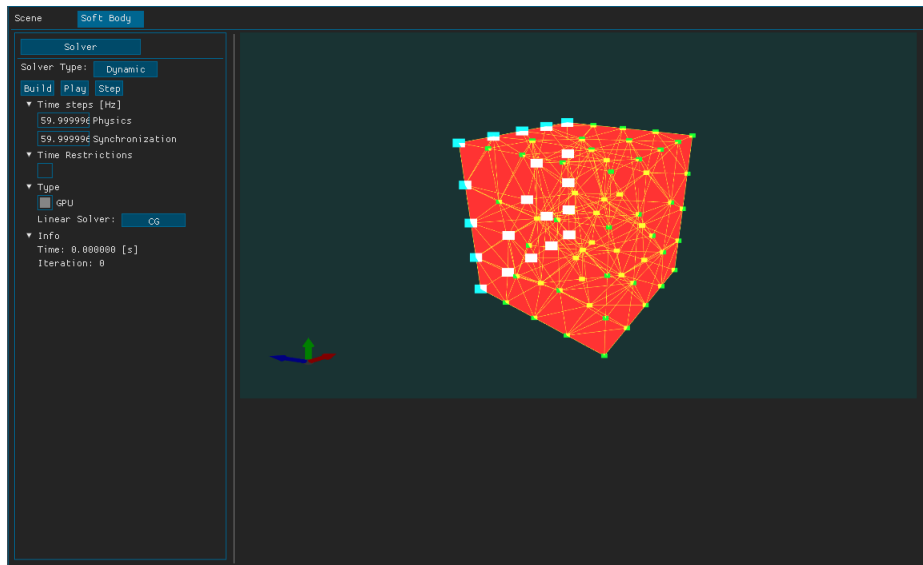 Scene Soft Body
Solver
Solver Type: Dynamic
Build Play Step
▼ Time steps [Hz]
59.999996 Physics
59.999996 Synchronization
▼ Time Restrictions
▼ Type
GPU
Linear Solver: CG
▼ Info
Time: 0.000000 [s]
Iteration: 0